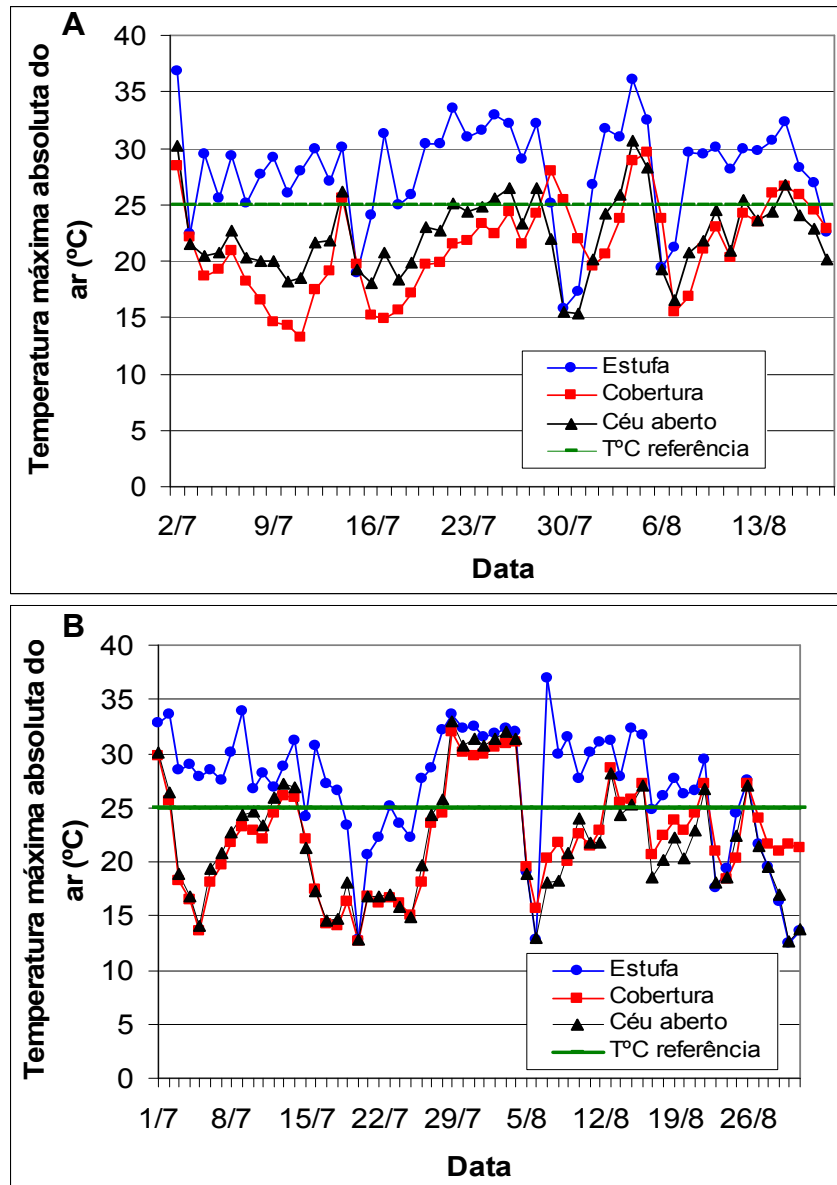 A
Temperatura máxima absoluta do
ar (ºC)
40
35
30
25
20
15
10
5
0
Estufa
Cobertura
Céu aberto
TºC referência
2/7 9/7 16/7 23/7 30/7 6/8 13/8
Data
B
Temperatura máxima absoluta do
ar (ºC)
40
35
30
25
20
15
10
5
0
Estufa
Cobertura
Céu aberto
TºC referência
1/7 8/7 15/7 22/7 29/7 5/8 12/8 19/8 26/8
Data